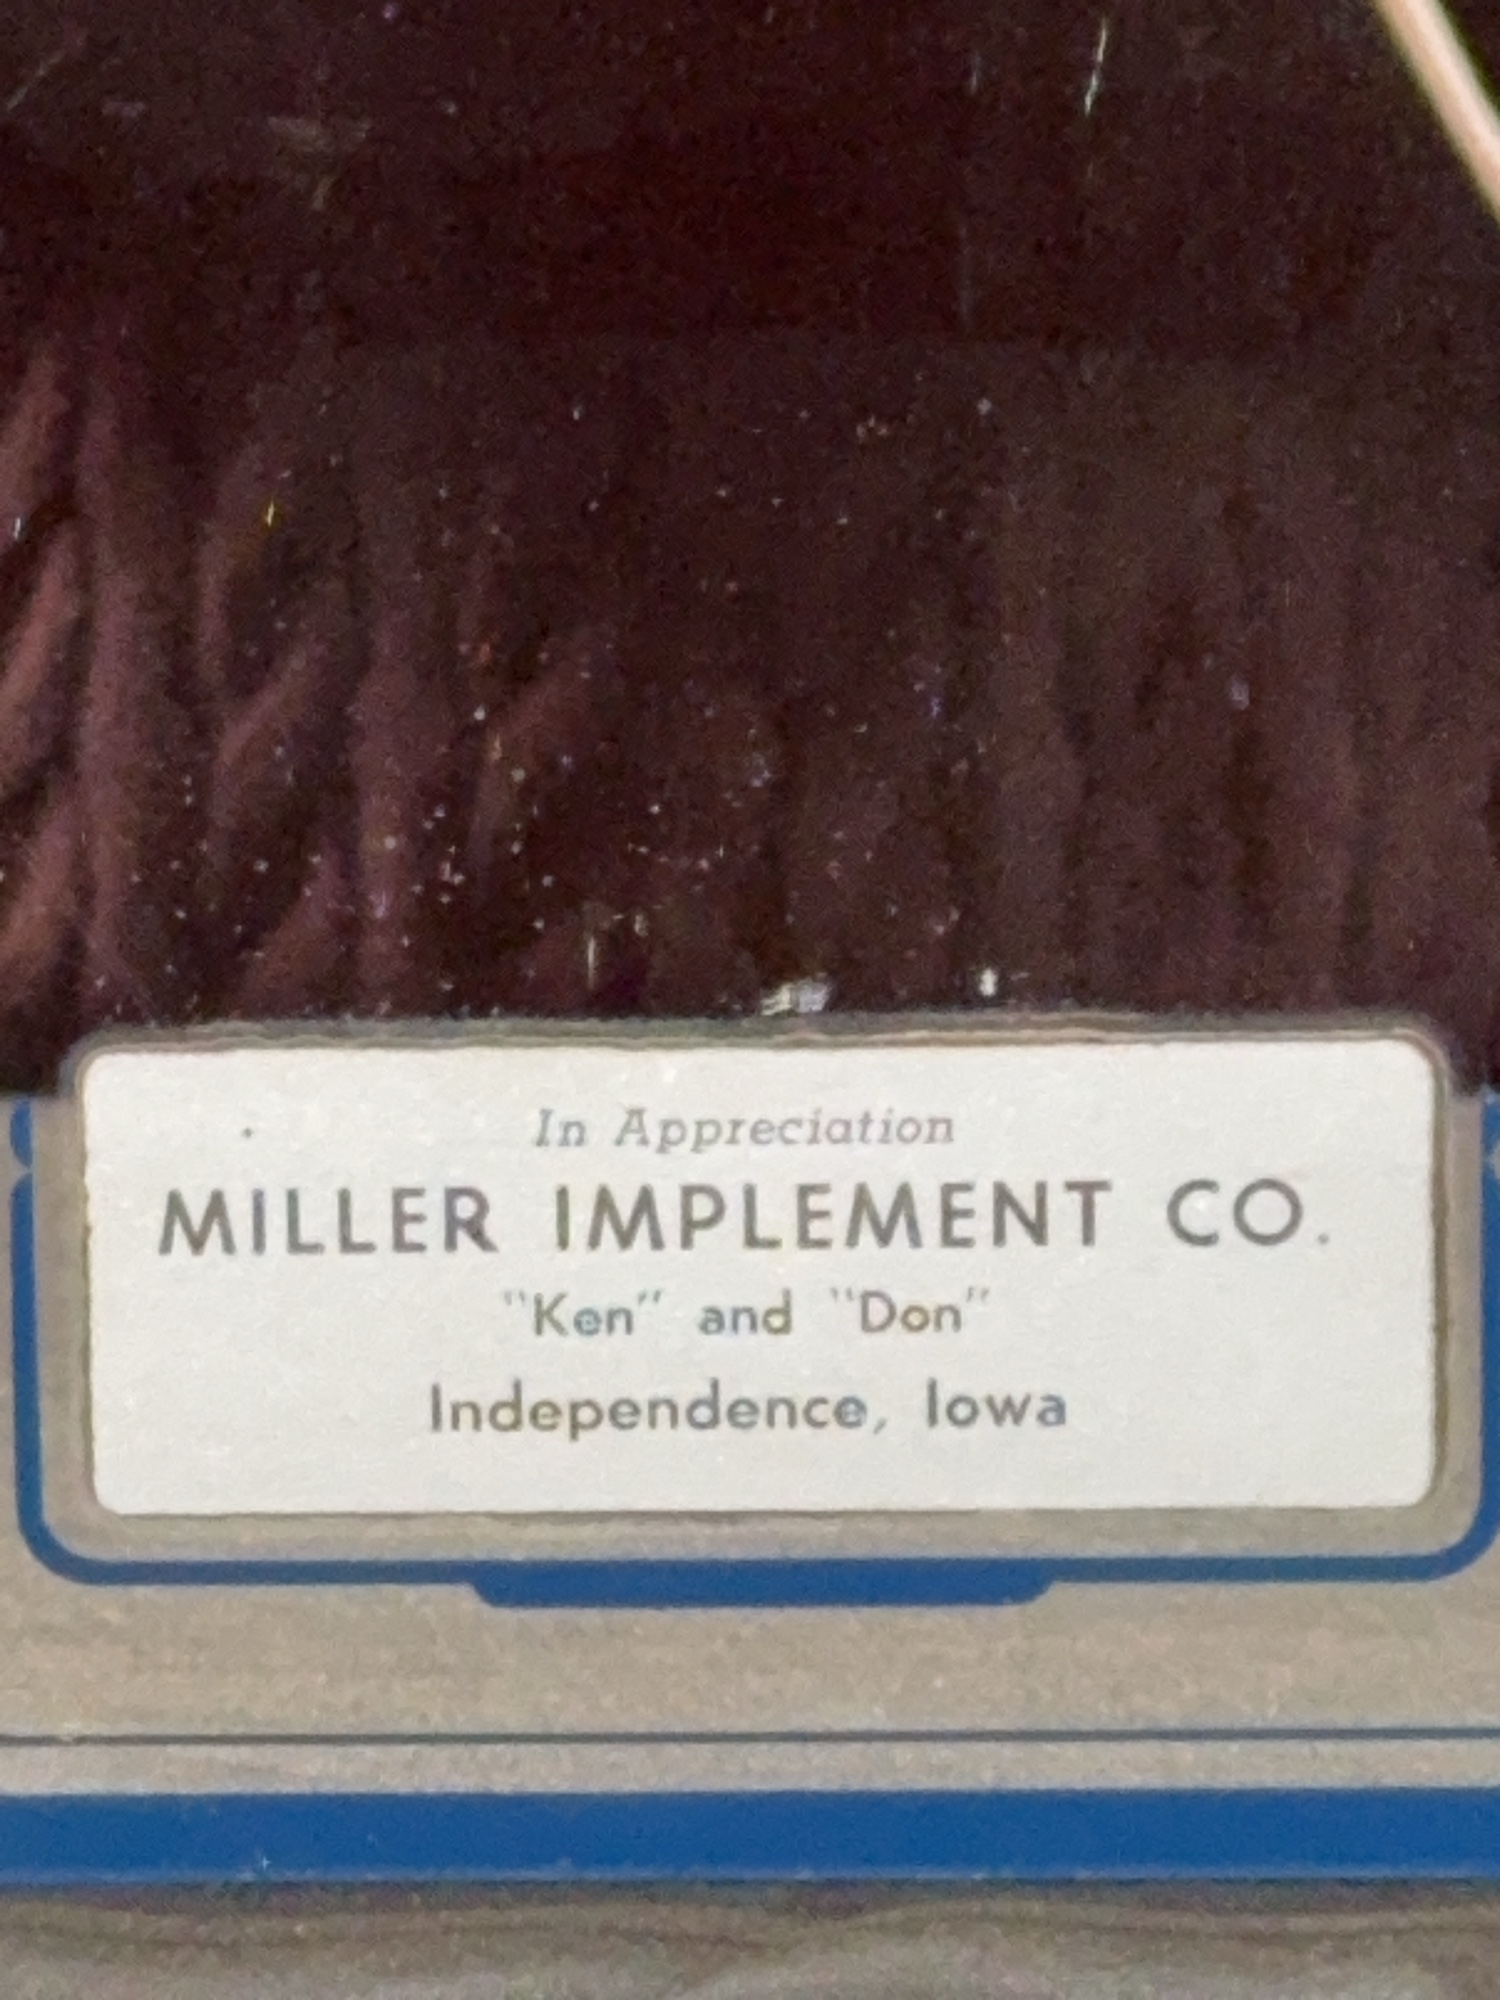 In Appreciation
MILLER IMPLEMENT CO.
"Ken" and "Don"
Independence, Iowa